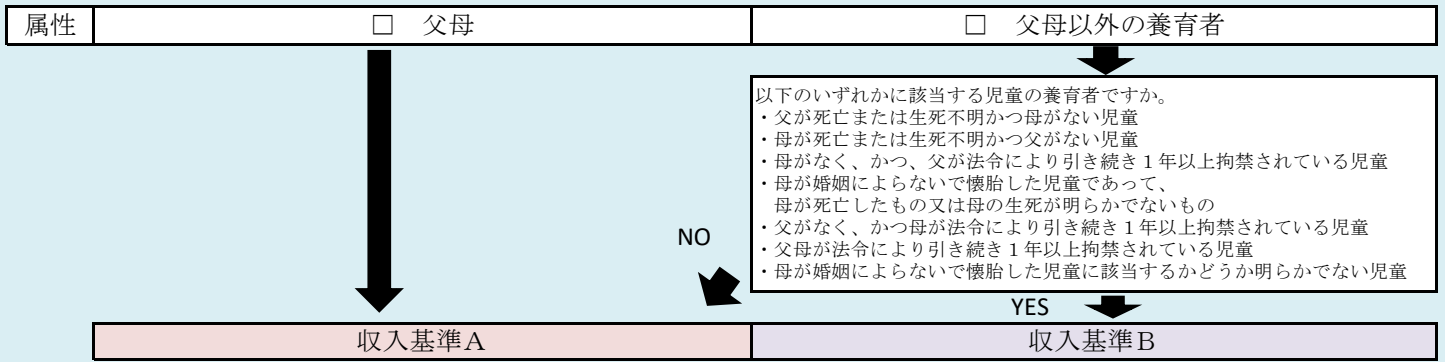 属性 □ 父母 □ 父母以外の養育者
以下のいずれかに該当する児童の養育者ですか。
・父が死亡または生死不明かつ母がない児童
・母が死亡または生死不明かつ父がない児童
・母がなく、かつ、父が法令により引き続き１年以上拘禁されている児童
・母が婚姻によらないで懐胎した児童であって、
母が死亡したもの又は母の生死が明らかでないもの
・父がなく、かつ母が法令により引き続き１年以上拘禁されている児童
・父母が法令により引き続き１年以上拘禁されている児童
・母が婚姻によらないで懐胎した児童に該当するかどうか明らかでない児童
NO
YES
収入基準Ａ 収入基準Ｂ